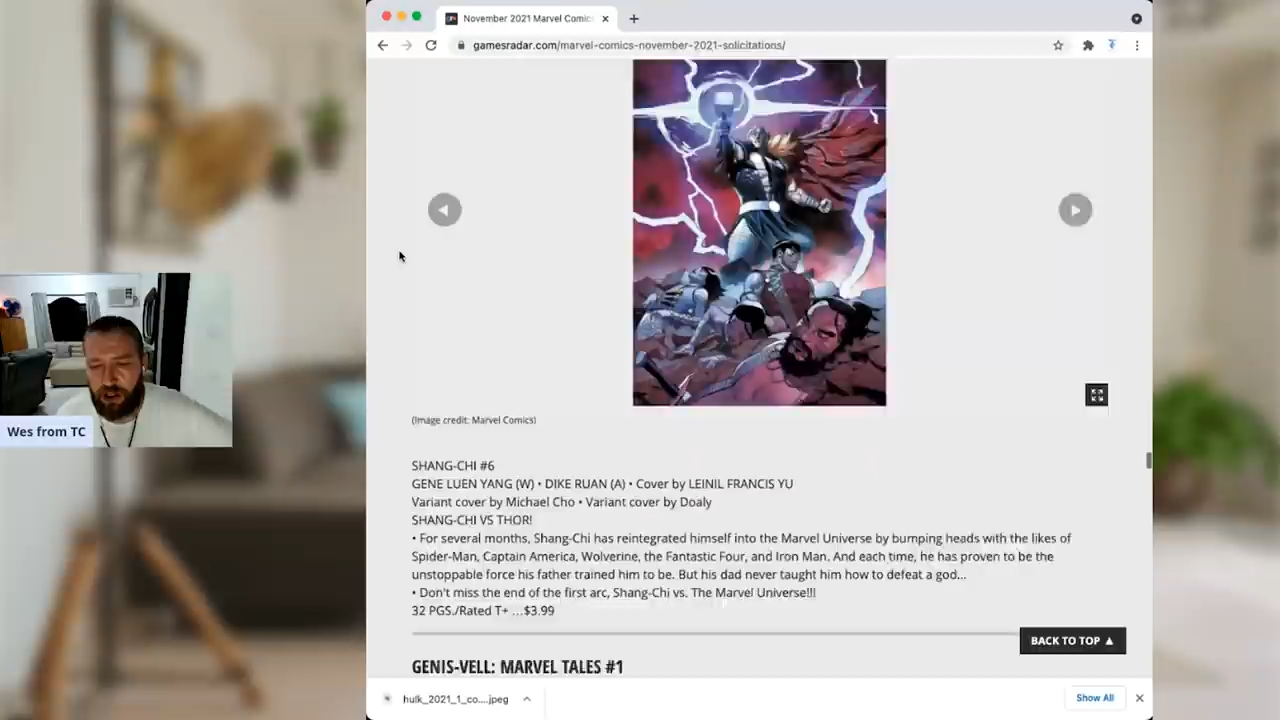 November 2021 Marvel Comic
gamesradar.com/marvel-comics-november-2021-solicitations/
(Image credit: Marvel Comics)
SHANG-CHI #6
GENE LUEN YANG (W) • DIKE RUAN (A) • Cover by LEINIL FRANCIS YU
Variant cover by Michael Cho • Variant cover by Doaly
SHANG-CHI VS THOR!
• For several months, Shang-Chi has reintegrated himself into the Marvel Universe by bumping heads with the likes of
Spider-Man, Captain America, Wolverine, the Fantastic Four, and Iron Man. And each time, he has proven to be the
unstoppable force his father trained him to be. But his dad never taught him how to defeat a god...
• Don't miss the end of the first arc, Shang-Chi vs. The Marvel Universe!!!
32 PGS./Rated T+ …$3.99
BACK TO TOP ▲
GENIS-VELL: MARVEL TALES #1
Wes from TC
hulk_2021_1_co....jpeg
Show All